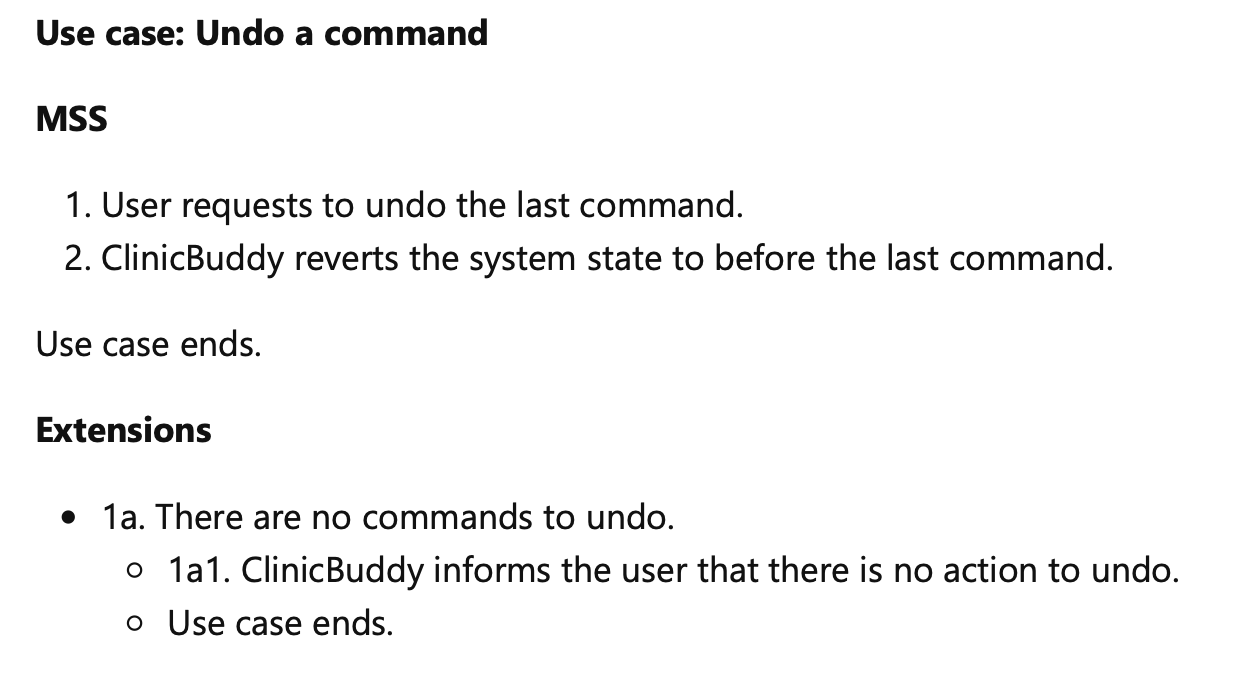 Use case: Undo a command
MSS
1. User requests to undo the last command.
2. ClinicBuddy reverts the system state to before the last command.
Use case ends.
Extensions
• 1a. There are no commands to undo.
○ 1a1. ClinicBuddy informs the user that there is no action to undo.
○ Use case ends.